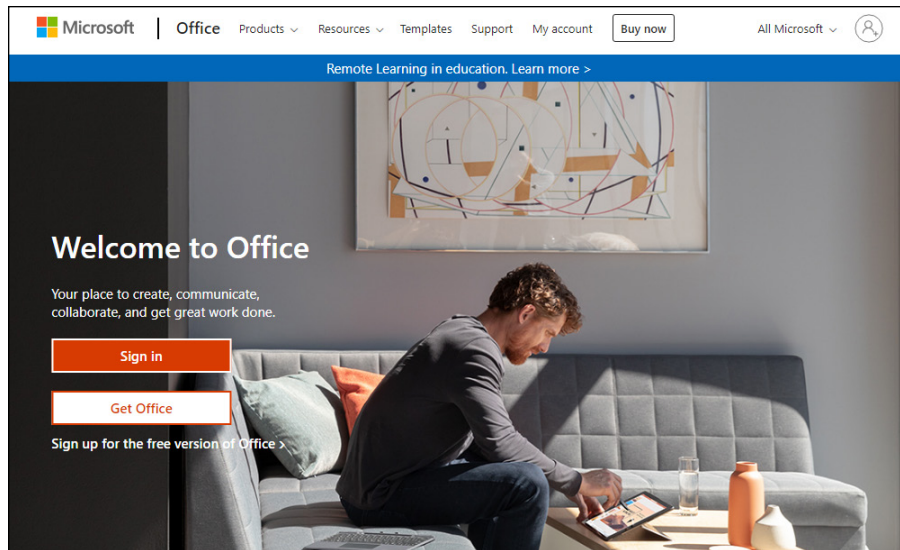 Microsoft | Office Products Resources Templates Support My account Buy now All Microsoft
Remote Learning in education. Learn more >
Welcome to Office
Your place to create, communicate,
collaborate, and get great work done.
Sign in
Get Office
Sign up for the free version of Office >